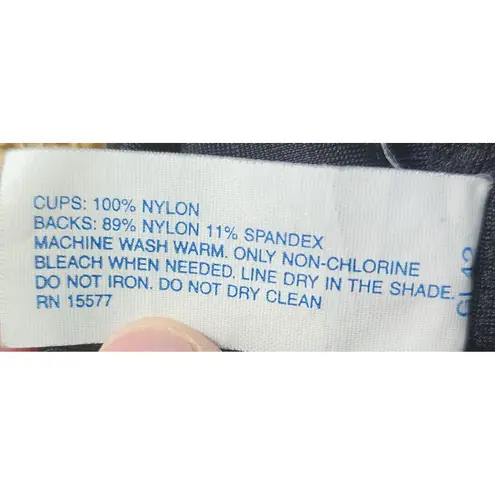 CUPS: 100% NYLON
BACKS: 89% NYLON 11% SPANDEX
MACHINE WASH WARM. ONLY NON-CHLORINE
BLEACH WHEN NEEDED. LINE DRY IN THE SHADE.
DO NOT IRON. DO NOT DRY CLEAN
RN 15577